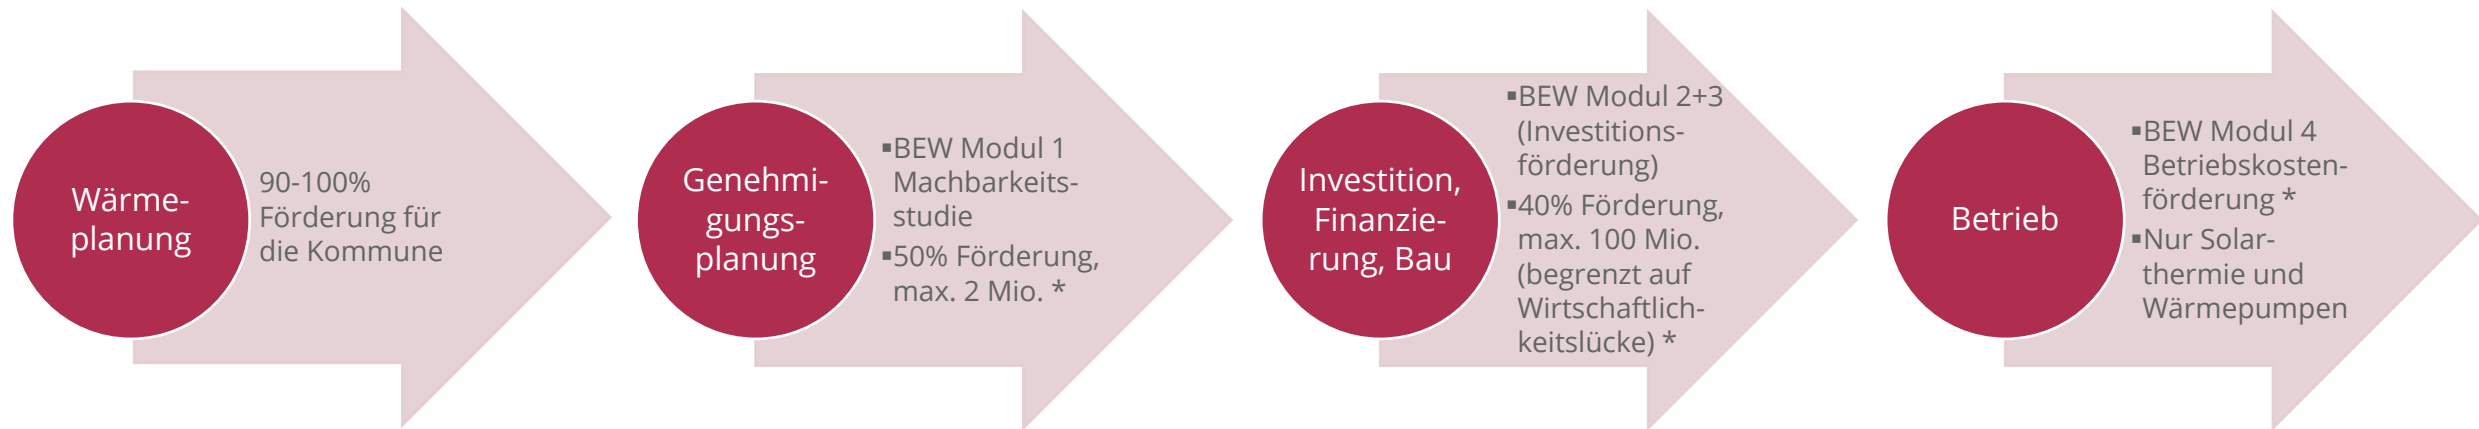 Wärme-
planung
90-100%
Förderung für
die Kommune
Genehmi-
gungs-
planung
▪BEW Modul 1
Machbarkeits-
studie
▪50% Förderung,
max. 2 Mio. *
Investition,
Finanzie-
rung, Bau
▪BEW Modul 2+3
(Investitions-
förderung)
▪40% Förderung,
max. 100 Mio.
(begrenzt auf
Wirtschaftlich-
keitslücke) *
Betrieb
▪BEW Modul 4
Betriebskosten-
förderung *
▪Nur Solar-
thermie und
Wärmepumpen